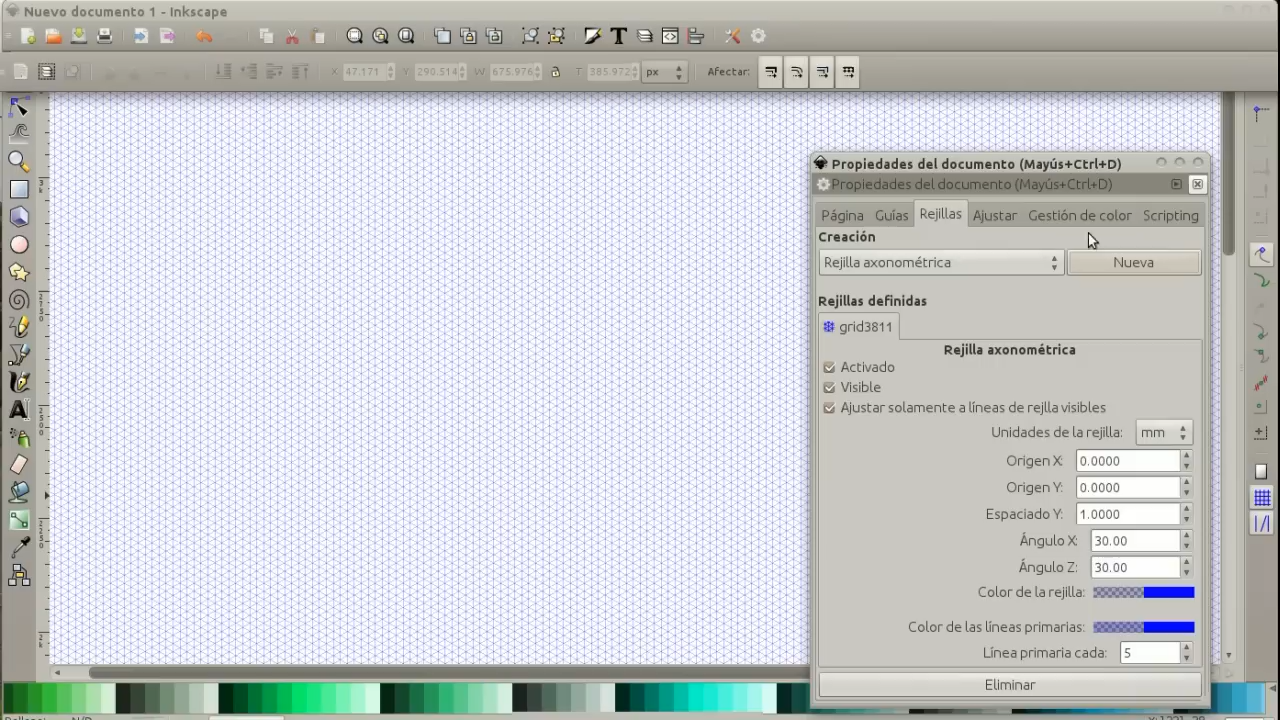 Nuevo documento 1 - Inkscape
X 47.171 Y 290.514 W 675.976 T 385.972 px Afectar:
Propiedades del documento (Mayús+Ctrl+D)
Propiedades del documento (Mayús+Ctrl+D)
Página Guías Rejillas Ajustar Gestión de color Scripting
Creación
Rejilla axonométrica Nueva
Rejillas definidas
grid3811
Rejilla axonométrica
Activado
Visible
Ajustar solamente a líneas de rejlla visibles
Unidades de la rejilla: mm
Origen X: 0.0000
Origen Y: 0.0000
Espaciado Y: 1.0000
Ángulo X: 30.00
Ángulo Z: 30.00
Color de la rejilla:
Color de las líneas primarias:
Línea primaria cada: 5
Eliminar